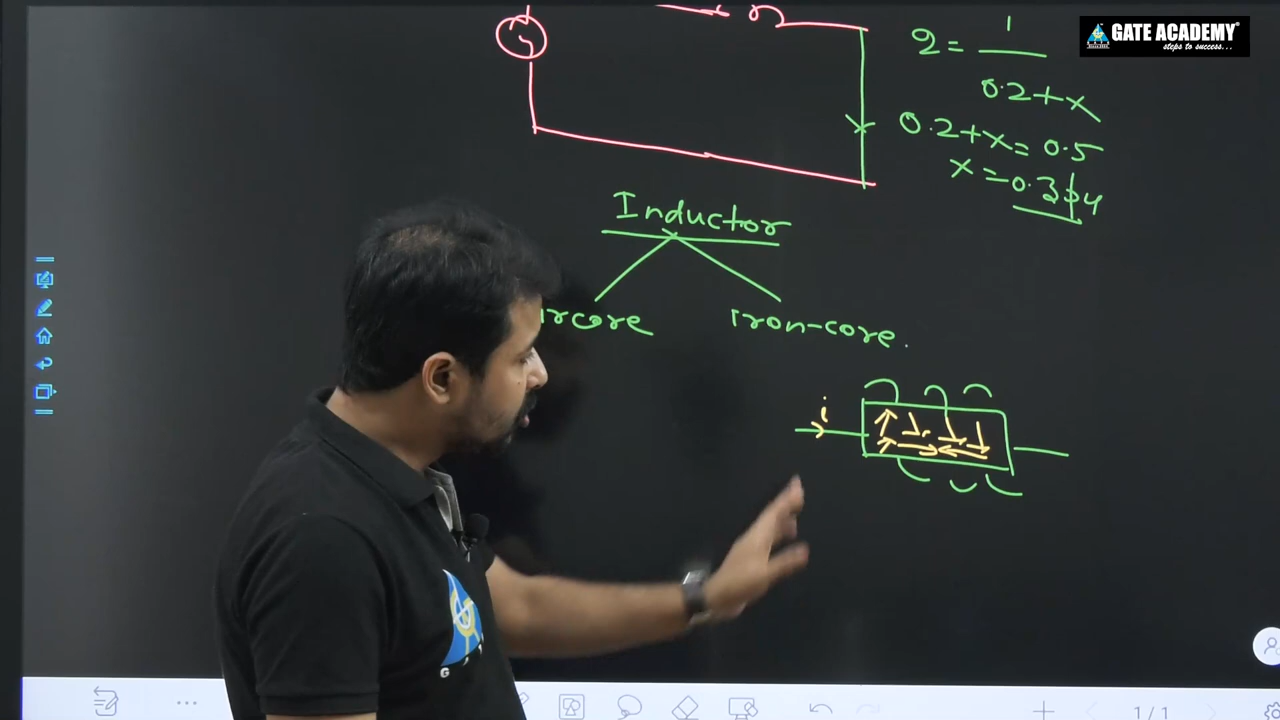 GATE ACADEMY
steps to success...
2 = 1 / 0.2+x
0.2+x = 0.5
x = 0.3 pu
Inductor
Iron-core.
i
1/1